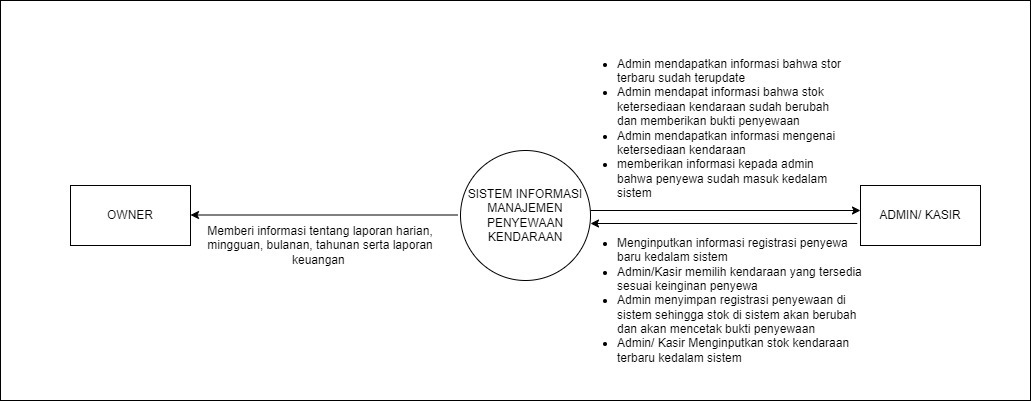 • Admin mendapatkan informasi bahwa stor
terbaru sudah terupdate
• Admin mendapat informasi bahwa stok
ketersediaan kendaraan sudah berubah
dan memberikan bukti penyewaan
• Admin mendapatkan informasi mengenai
ketersediaan kendaraan
• memberikan informasi kepada admin
bahwa penyewa sudah masuk kedalam
sistem
OWNER
Memberi informasi tentang laporan harian,
mingguan, bulanan, tahunan serta laporan
keuangan
SISTEM INFORMASI
MANAJEMEN
PENYEWAAN
KENDARAAN
ADMIN/ KASIR
• Menginputkan informasi registrasi penyewa
baru kedalam sistem
• Admin/Kasir memilih kendaraan yang tersedia
sesuai keinginan penyewa
• Admin menyimpan registrasi penyewaan di
sistem sehingga stok di sistem akan berubah
dan akan mencetak bukti penyewaan
• Admin/ Kasir Menginputkan stok kendaraan
terbaru kedalam sistem